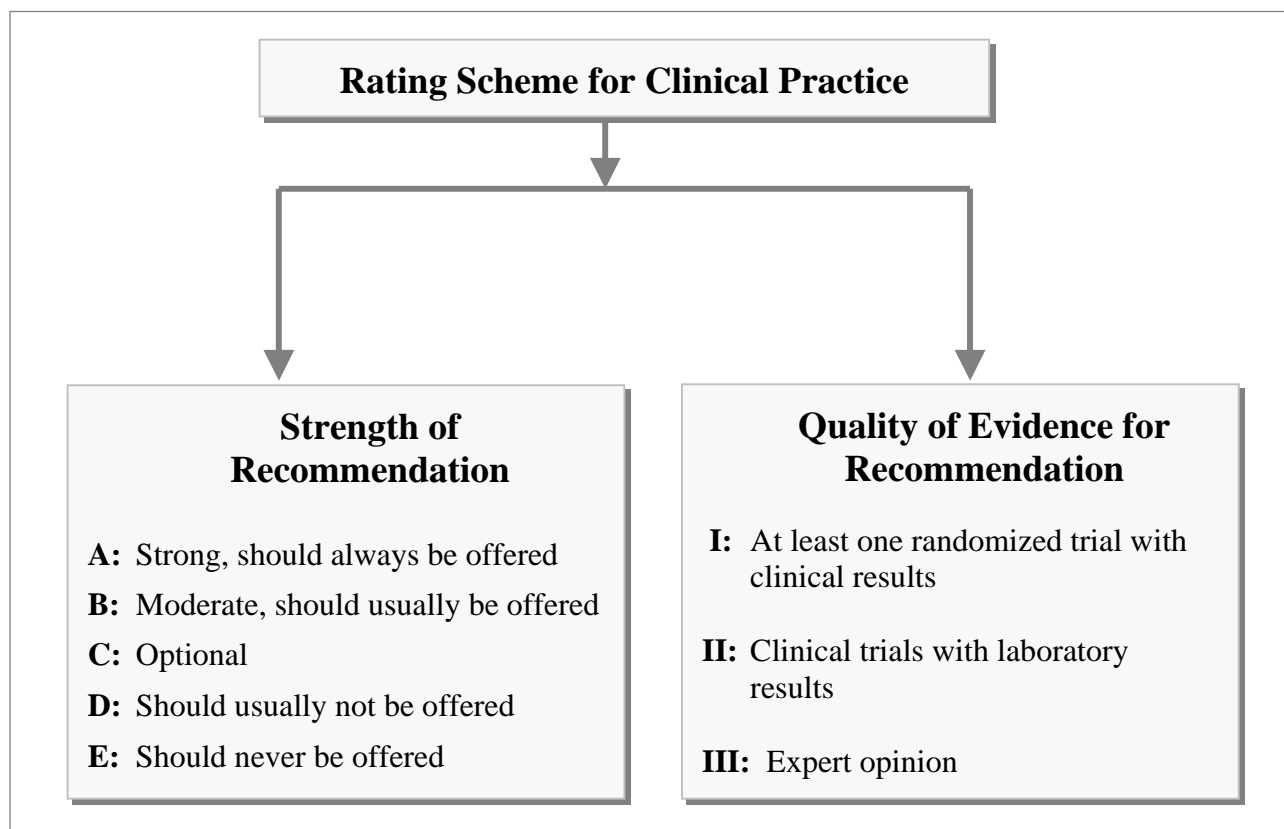 Rating Scheme for Clinical Practice
Strength of
Recommendation
A: Strong, should always be offered
B: Moderate, should usually be offered
C: Optional
D: Should usually not be offered
E: Should never be offered
Quality of Evidence for
Recommendation
I: At least one randomized trial with
clinical results
II: Clinical trials with laboratory
results
III: Expert opinion